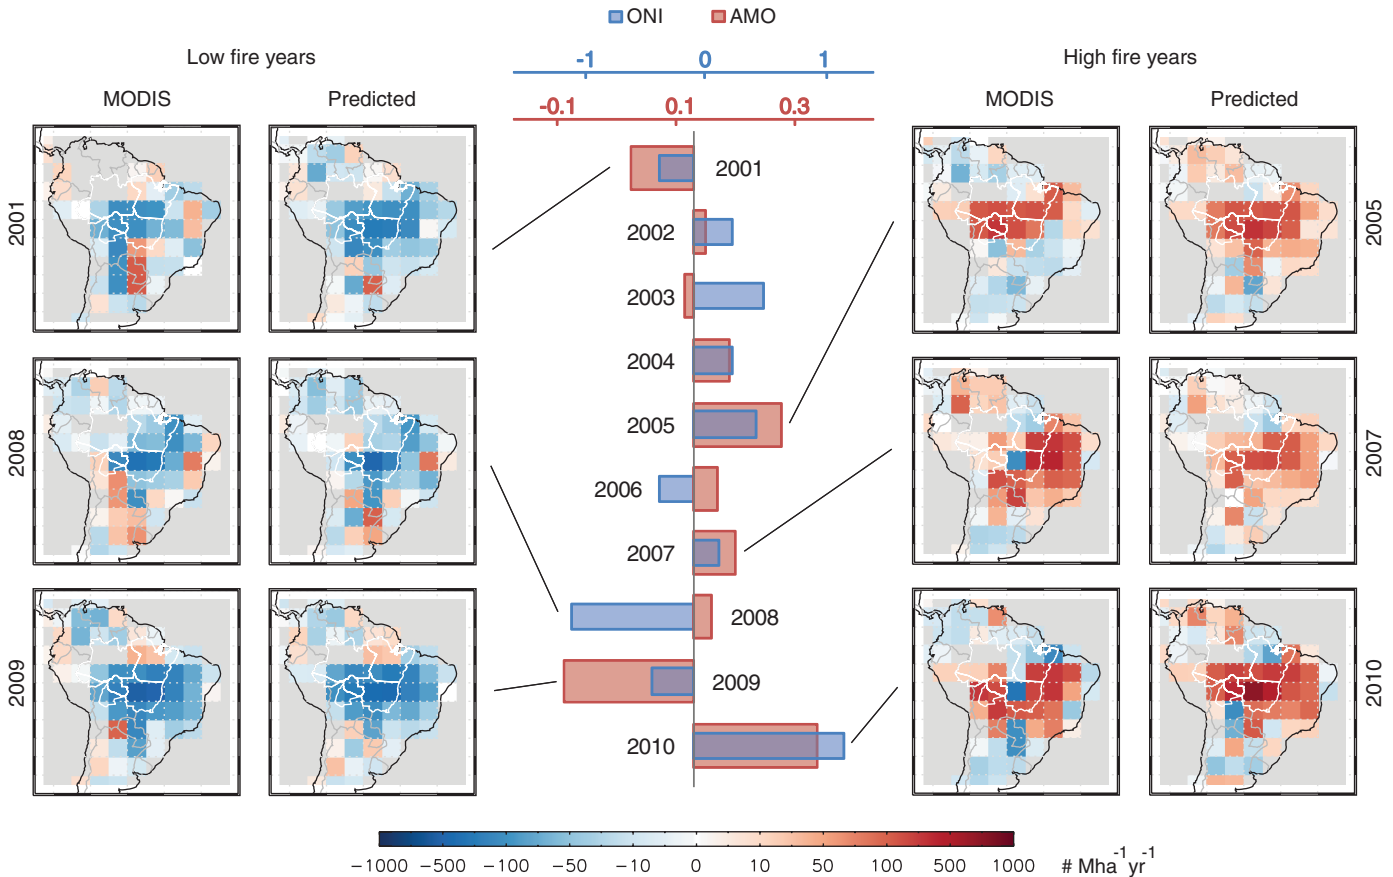 ONI AMO
Low fire years
High fire years
-1 0 1
MODIS Predicted
-0.1 0.1 0.3
MODIS Predicted
2001
2001
2005
2002
2003
2004
2005
2008
2007
2006
2007
2008
2009
2009
2010
2010
−1000 −500 −100 −50 −10 0 10 50 100 500 1000 # Mha-1 yr-1